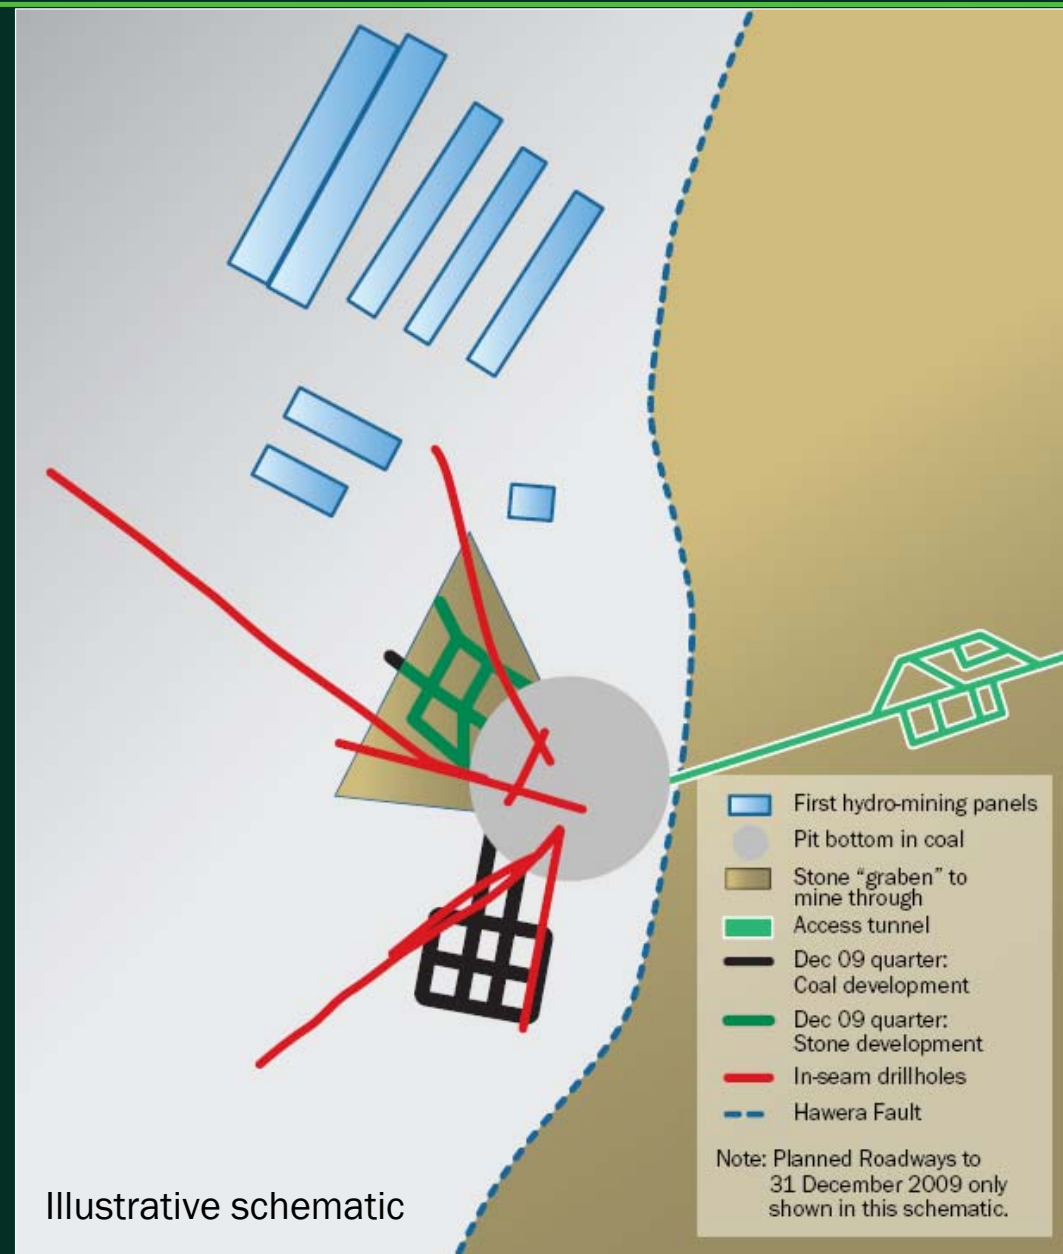 First hydro-mining panels
Pit bottom in coal
Stone “graben” to
mine through
Access tunnel
Dec 09 quarter:
Coal development
Dec 09 quarter:
Stone development
In-seam drillholes
Hawera Fault
Note: Planned Roadways to
31 December 2009 only
shown in this schematic.
Illustrative schematic